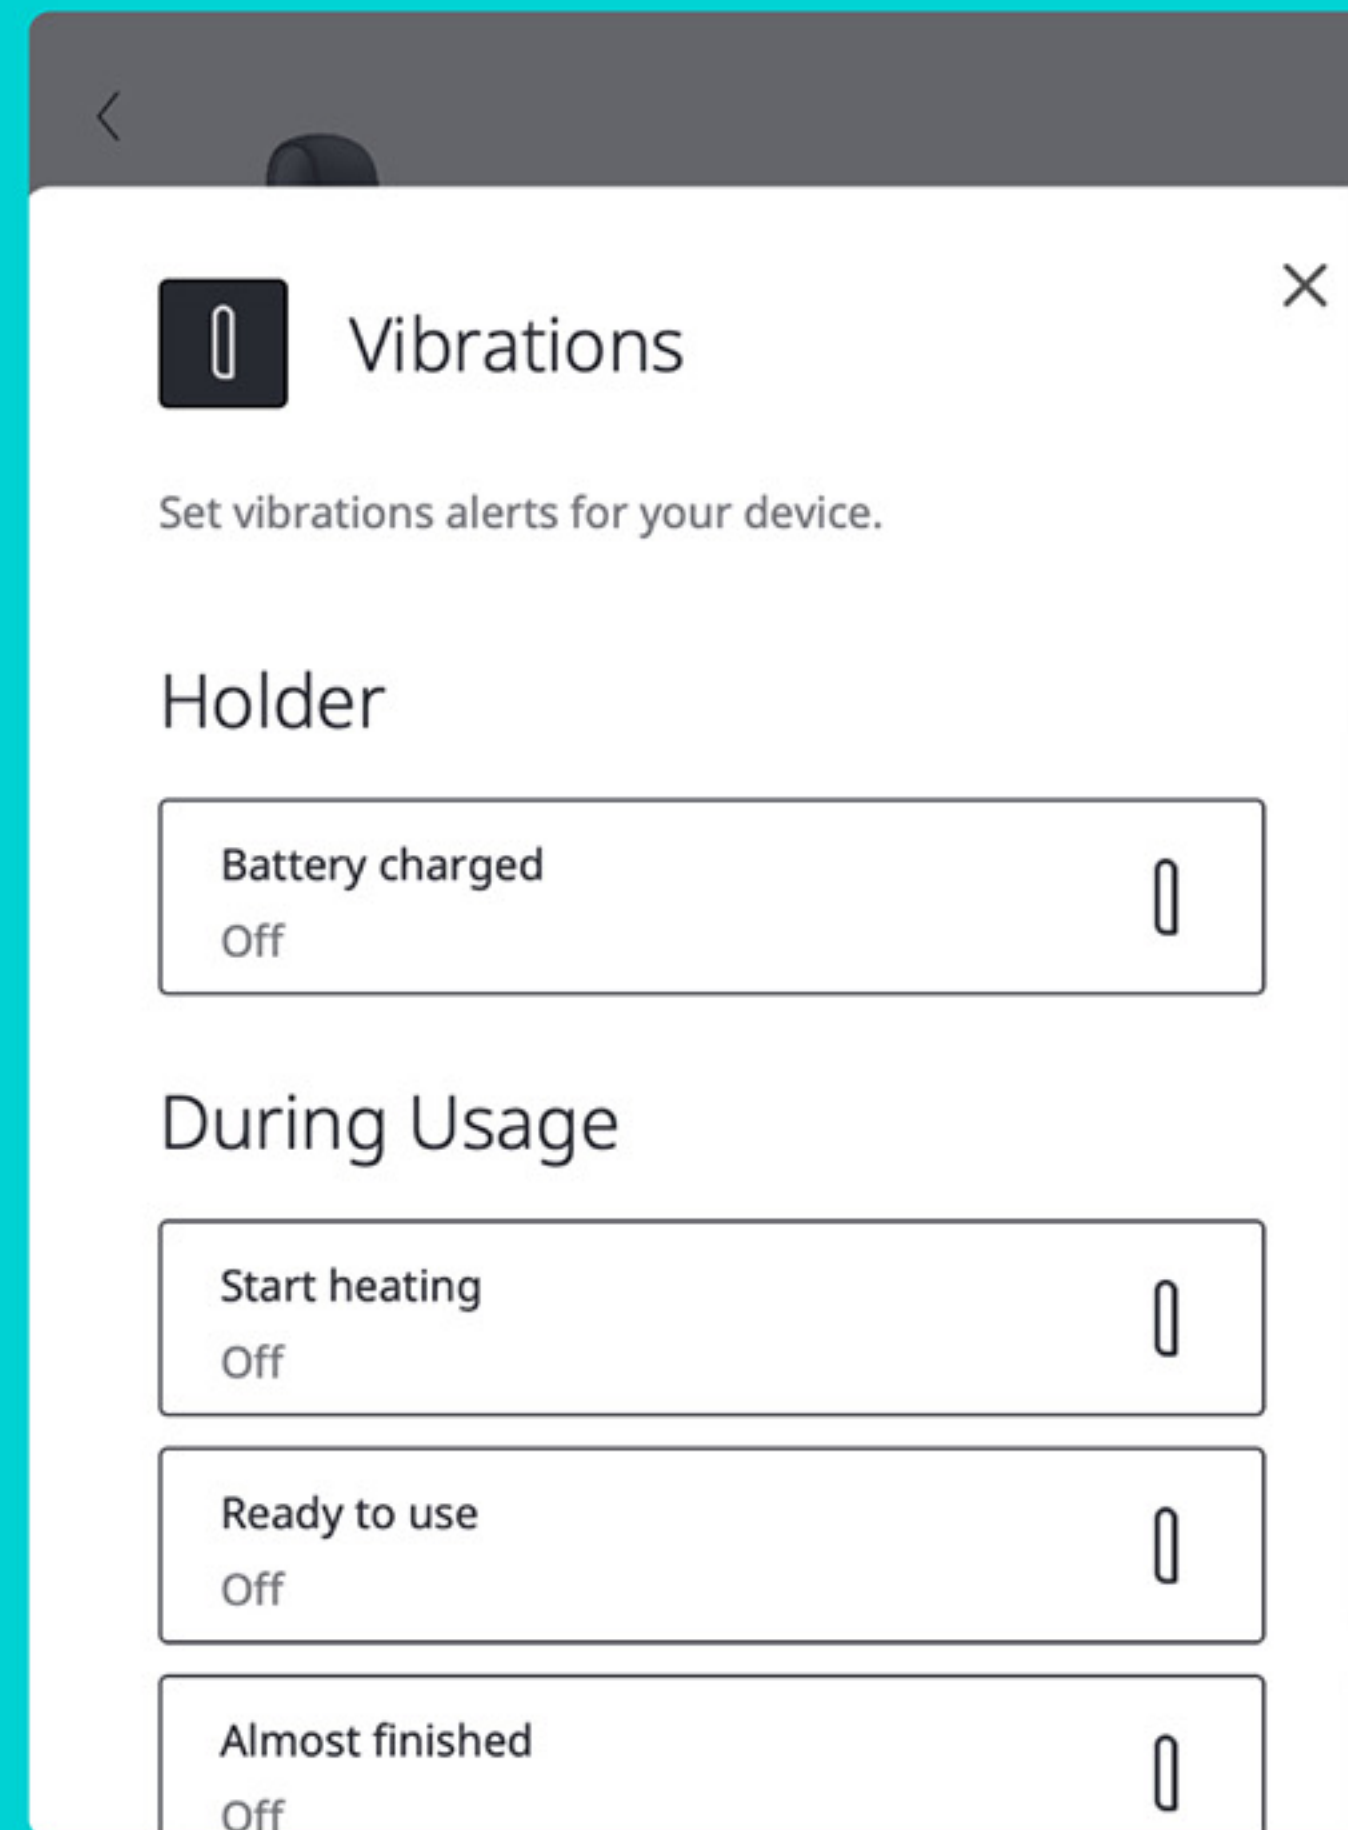 Vibrations
Set vibrations alerts for your device.
Holder
Battery charged
Off
During Usage
Start heating
Off
Ready to use
Off
Almost finished
Off